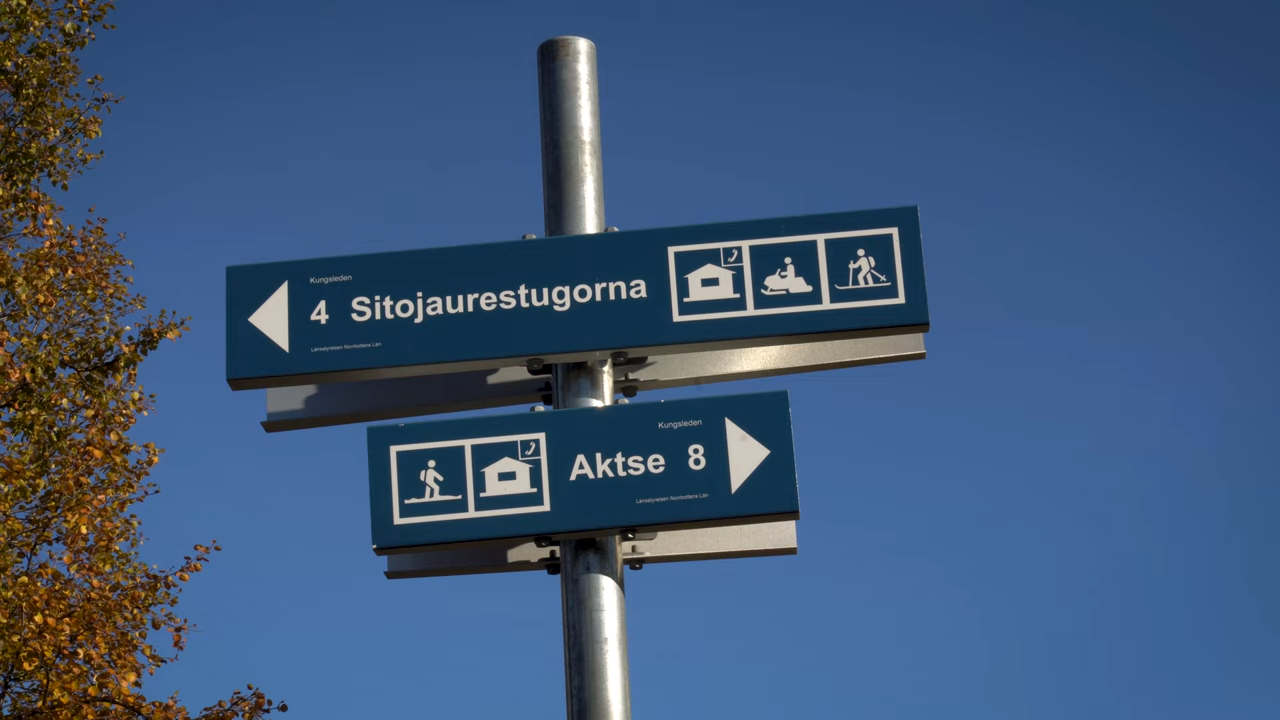 Kungsleden
4 Sitojaurestugorna
Länsstyrelsen Norrbottens Län
Kungsleden
Aktse 8
Länsstyrelsen Norrbottens Län